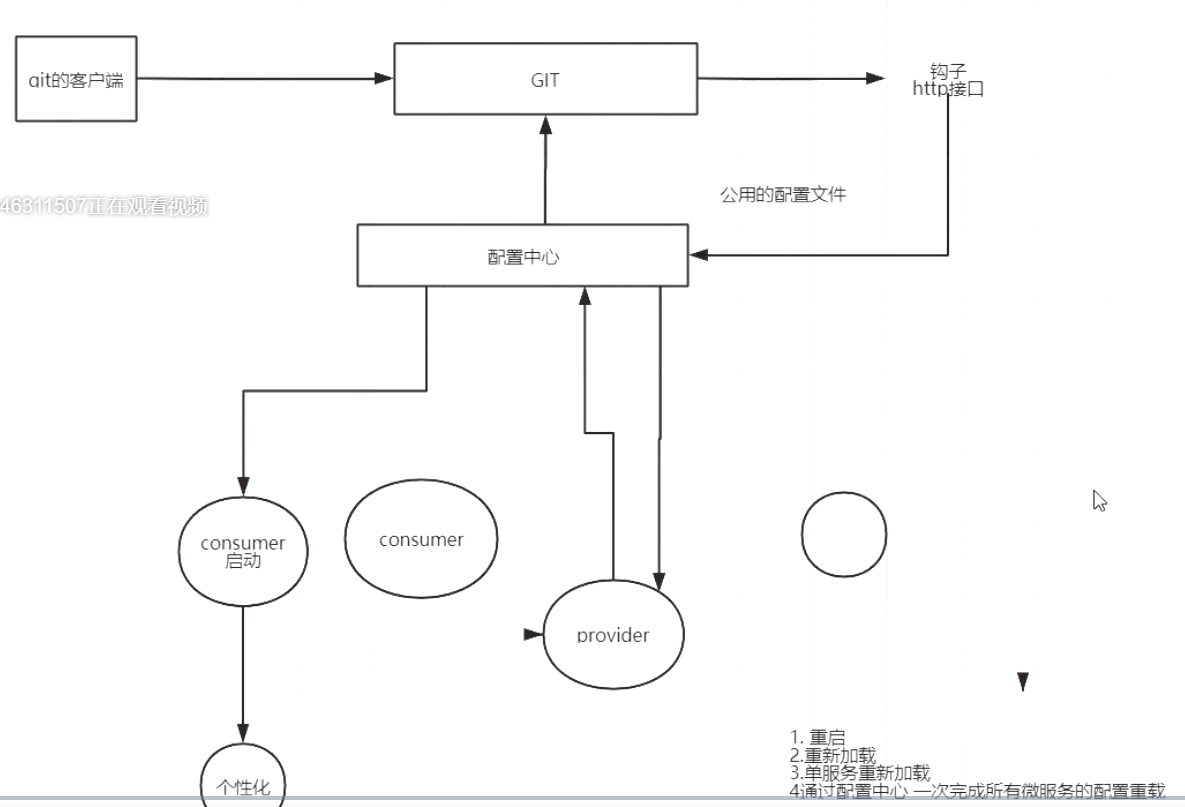 git的客户端
GIT
钩子
http接口
46311507正在观看视频
公用的配置文件
配置中心
consumer
启动
consumer
provider
个性化
1. 重启
2.重新加载
3.单服务重新加载
4通过配置中心 一次完成所有微服务的配置重载